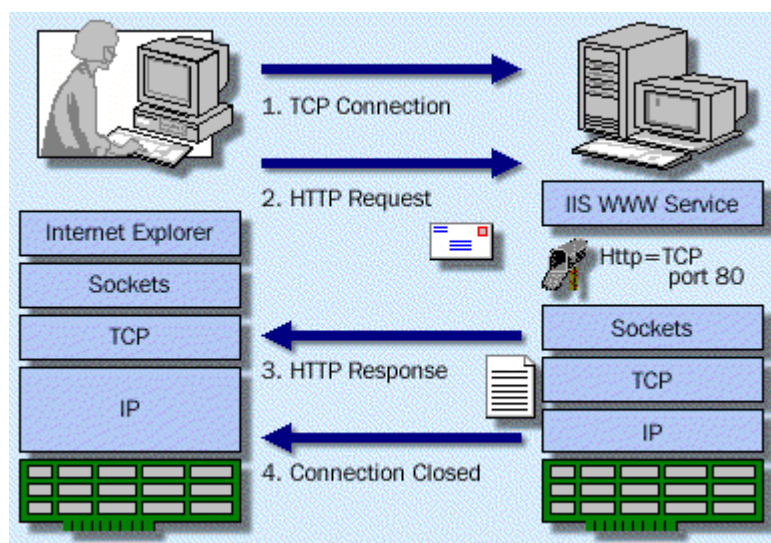 1. TCP Connection
2. HTTP Request
IIS WWW Service
Internet Explorer
Http=TCP
port 80
Sockets
TCP
IP
Sockets
TCP
IP
3. HTTP Response
4. Connection Closed